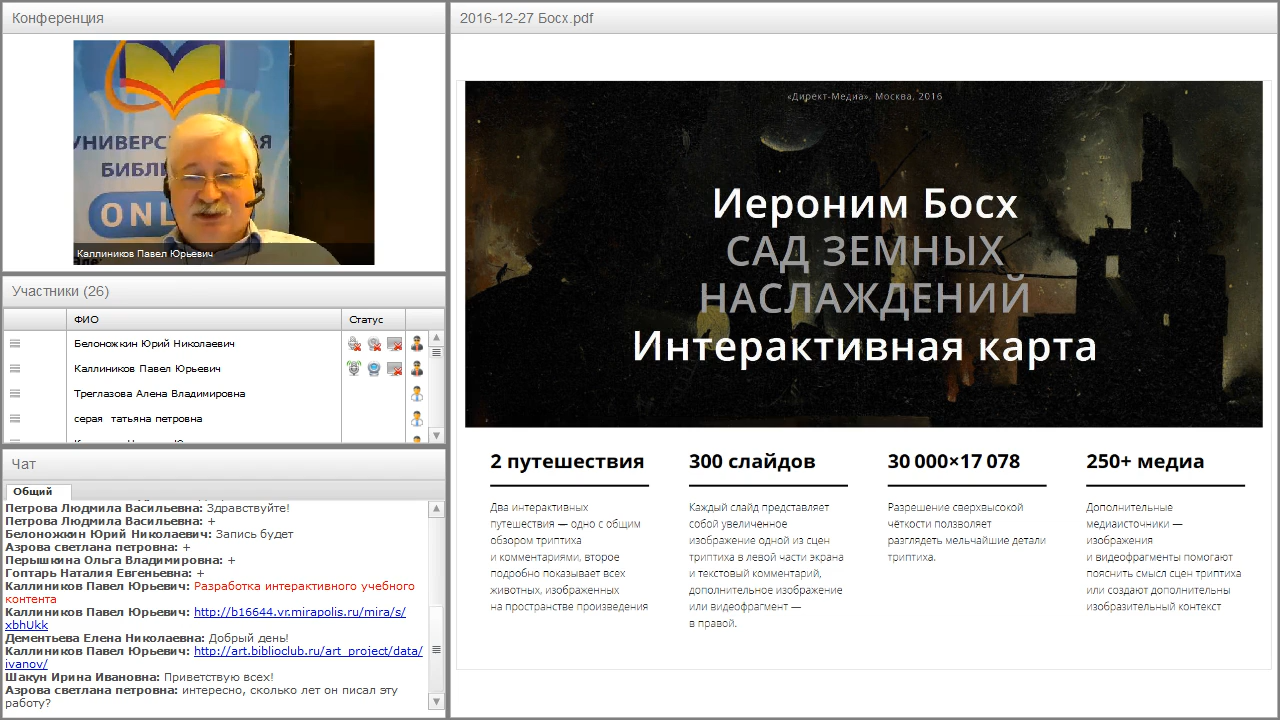 Конференция
БИБЛ
ONL
Каллиников Павел Юрьевич
Участники (26)
ФИО
Статус
Белоножкин Юрий Николаевич
Каллиников Павел Юрьевич
Треглазова Алена Владимировна
серая татьяна петровна
Чат
Общий
Петрова Людмила Васильевна: Здравствуйте!
Петрова Людмила Васильевна: +
Белоножкин Юрий Николаевич: Запись будет
Азрова светлана петровна: +
Перышкина Ольга Владимировна: +
Гоптарь Наталия Евгеньевна: +
Каллиников Павел Юрьевич: Разработка интерактивного учебного
контента
Каллиников Павел Юрьевич: http://b16644.vr.mirapolis.ru/mira/s/
xbhUkk
Дементьева Елена Николаевна: Добрый день!
Каллиников Павел Юрьевич: http://art.biblioclub.ru/art_project/data/
ivanov/
Шакун Ирина Ивановна: Приветствую всех!
Азрова светлана петровна: интересно, сколько лет он писал эту
работу?
2016-12-27 Босх.pdf
«Директ-Медиа», Москва, 2016
Иероним Босх
САД ЗЕМНЫХ
НАСЛАЖДЕНИЙ
Интерактивная карта
2 путешествия
Два интерактивных
путешествия — одно с общим
обзором триптиха
и комментариями, второе
подробно показывает всех
животных, изображенных
на пространстве произведения
300 слайдов
Каждый слайд представляет
собой увеличенное
изображение одной из сцен
триптиха в левой части экрана
и текстовый комментарий,
дополнительное изображение
или видеофрагмент —
в правой.
30 000×17 078
Разрешение сверхвысокой
чёткости ползволяет
разглядеть мельчайшие детали
триптиха.
250+ медиа
Дополнительные
медиаисточники —
изображения
и видеофрагменты помогают
пояснить смысл сцен триптиха
или создают дополнительны
изобразительный контекст